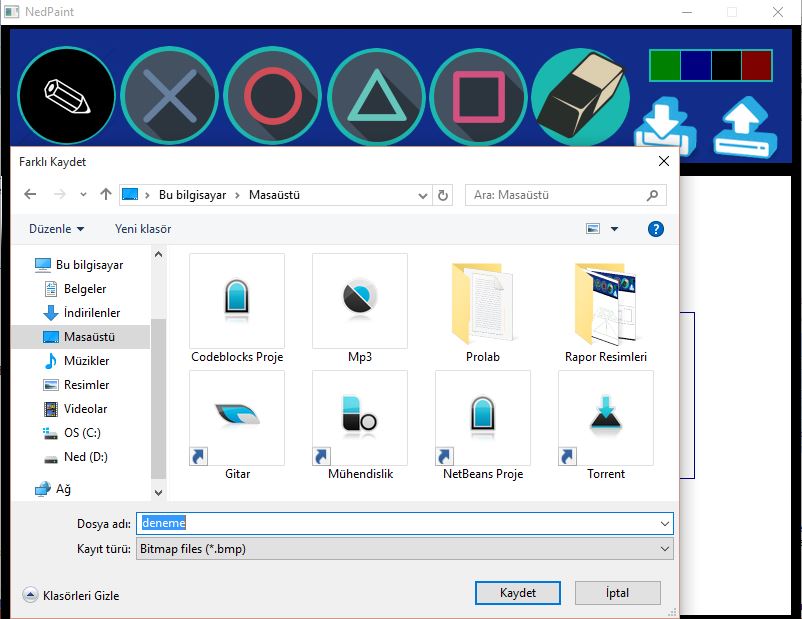 NedPaint
Farklı Kaydet
Bu bilgisayar
Masaüstü
Ara: Masaüstü
Düzenle
Yeni klasör
Bu bilgisayar
Belgeler
İndirilenler
Masaüstü
Müzikler
Resimler
Videolar
OS (C:)
Ned (D:)
Ağ
Codeblocks Proje
Mp3
Prolab
Rapor Resimleri
Gitar
Mühendislik
NetBeans Proje
Torrent
Dosya adı: deneme
Kayıt türü: Bitmap files (*.bmp)
Klasörleri Gizle
Kaydet
İptal